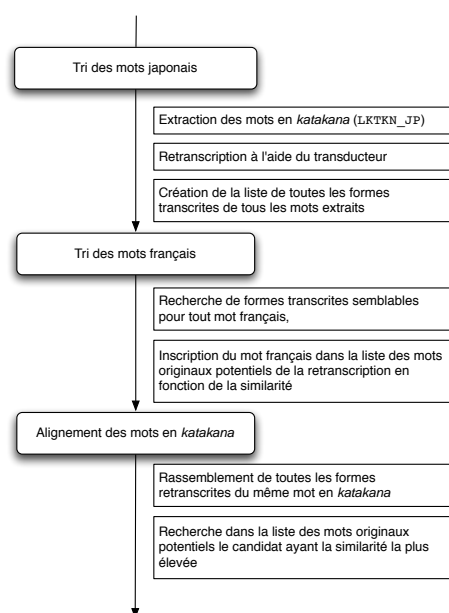 Tri des mots japonais
Extraction des mots en katakana (LKTKN_JP)
Retranscription à l'aide du transducteur
Création de la liste de toutes les formes
transcrites de tous les mots extraits
Tri des mots français
Recherche de formes transcrites semblables
pour tout mot français,
Inscription du mot français dans la liste des mots
originaux potentiels de la retranscription en
fonction de la similarité
Alignement des mots en katakana
Rassemblement de toutes les formes
retranscrites du même mot en katakana
Recherche dans la liste des mots originaux
potentiels le candidat ayant la similarité la plus
élevée